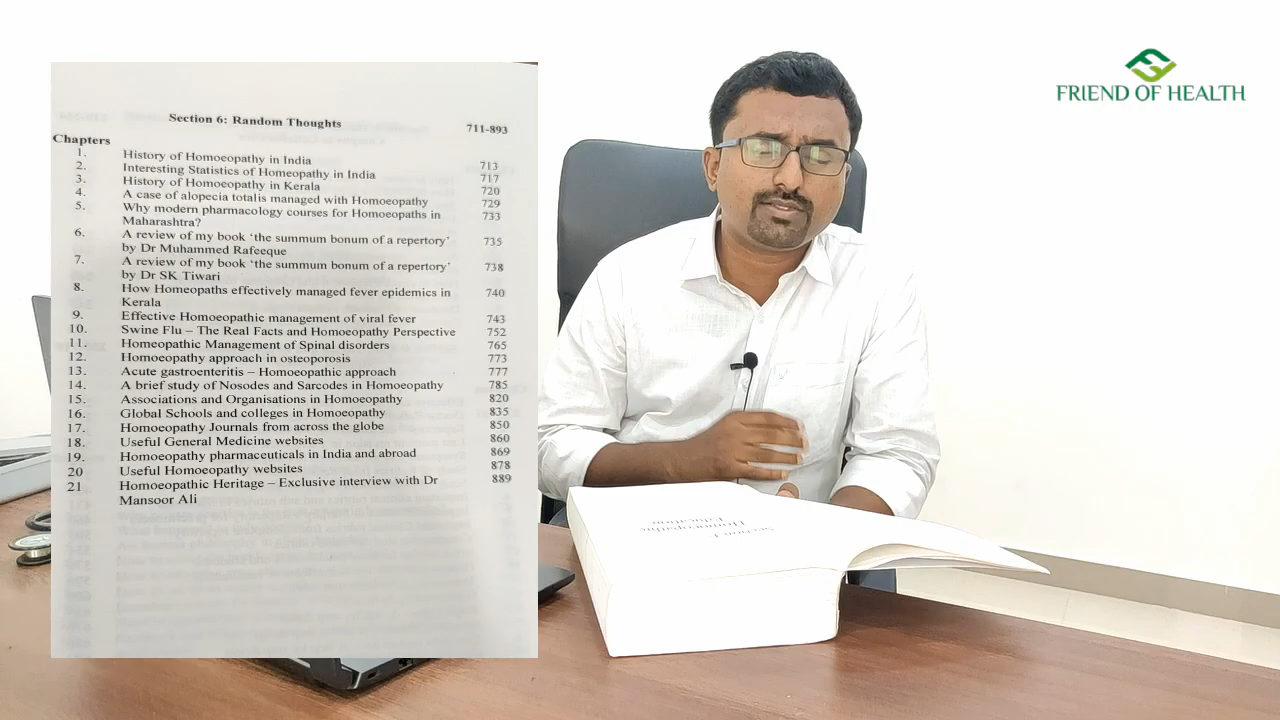 Section 6: Random Thoughts 711-893
Chapters
1. History of Homoeopathy in India 713
2. Interesting Statistics of Homeopathy in India 717
3. History of Homoeopathy in Kerala 720
4. A case of alopecia totalis managed with Homoeopathy 729
5. Why modern pharmacology courses for Homoeopaths in 733
Maharashtra?
6. A review of my book ‘the summum bonum of a repertory’ 735
by Dr Muhammed Rafeeque
7. A review of my book ‘the summum bonum of a repertory’ 738
by Dr SK Tiwari
8. How Homeopaths effectively managed fever epidemics in 740
Kerala
9. Effective Homoeopathic management of viral fever 743
10. Swine Flu – The Real Facts and Homoeopathy Perspective 752
11. Homoeopathic Management of Spinal disorders 765
12. Homoeopathy approach in osteoporosis 773
13. Acute gastroenteritis – Homoeopathic approach 777
14. A brief study of Nosodes and Sarcodes in Homoeopathy 785
15. Associations and Organisations in Homoeopathy 820
16. Global Schools and colleges in Homoeopathy 835
17. Homoeopathy Journals from across the globe 850
18. Useful General Medicine websites 860
19. Homoeopathy pharmaceuticals in India and abroad 869
20 Useful Homoeopathy websites 878
21 Homoeopathic Heritage – Exclusive interview with Dr 889
Mansoor Ali
FRIEND OF HEALTH
Section 1
Homoeopathic
Education